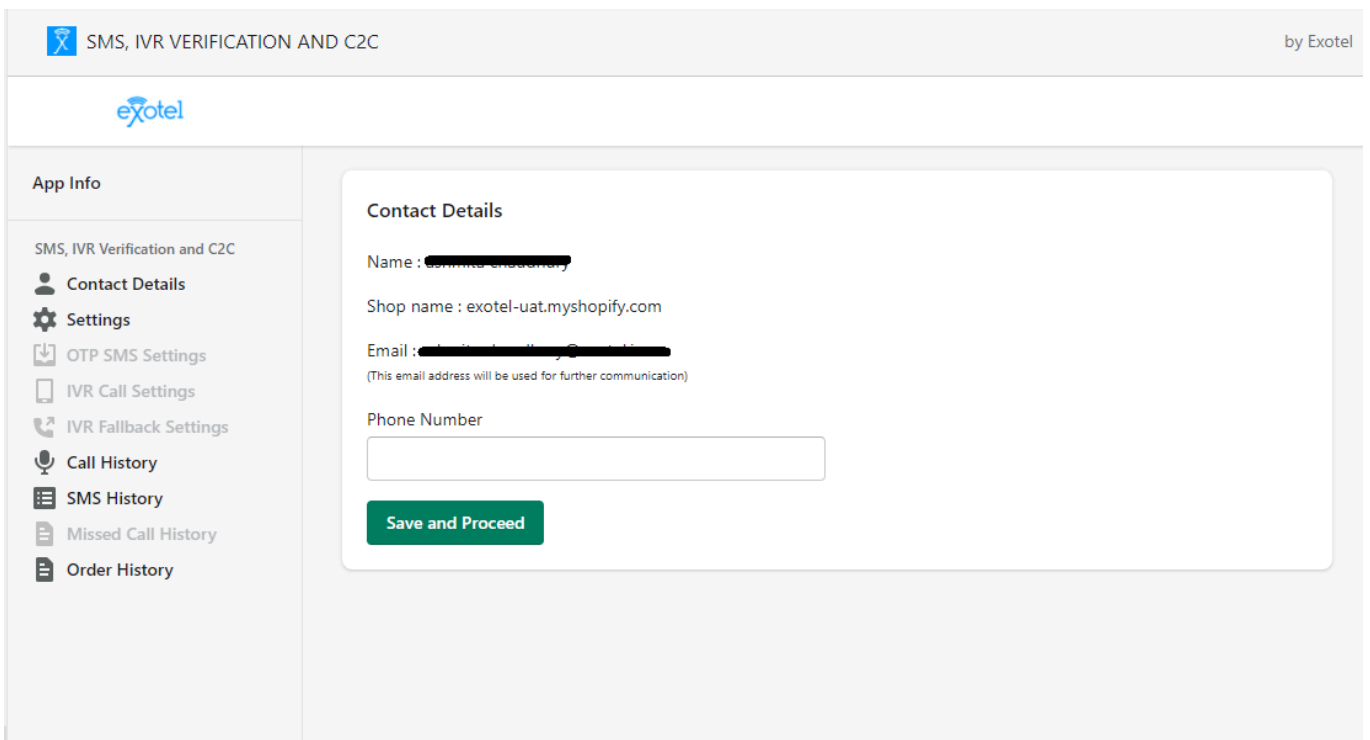 SMS, IVR VERIFICATION AND C2C
by Exotel
exotel
App Info
SMS, IVR Verification and C2C
Contact Details
Settings
OTP SMS Settings
IVR Call Settings
IVR Fallback Settings
Call History
SMS History
Missed Call History
Order History
Contact Details
Name :
Shop name : exotel-uat.myshopify.com
Email :
(This email address will be used for further communication)
Phone Number
Save and Proceed